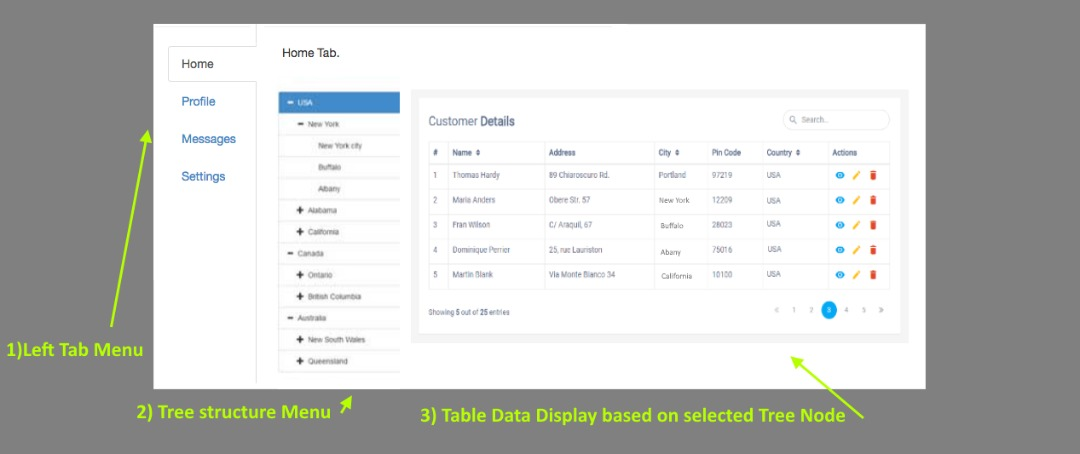 Home Tab.
Home
Profile
Messages
Settings
USA
New York
New York city
Buffalo
Albany
Alabama
California
Canada
Ontario
British Columbia
Australia
New South Wales
Queensland
Customer Details
Search..
# Name Address City Pin Code Country Actions
1 Thomas Hardy 89 Chiaroscuro Rd. Portland 97219 USA
2 Maria Anders Obere Str. 57 New York 12209 USA
3 Fran Wilson C/ Araquil, 67 Buffalo 28023 USA
4 Dominique Perrier 25, rue Lauriston Abany 75016 USA
5 Martin Blank Via Monte Bianco 34 California 10100 USA
Showing 5 out of 25 entries
« 1 2 3 4 5 »
1)Left Tab Menu
2) Tree structure Menu
3) Table Data Display based on selected Tree Node